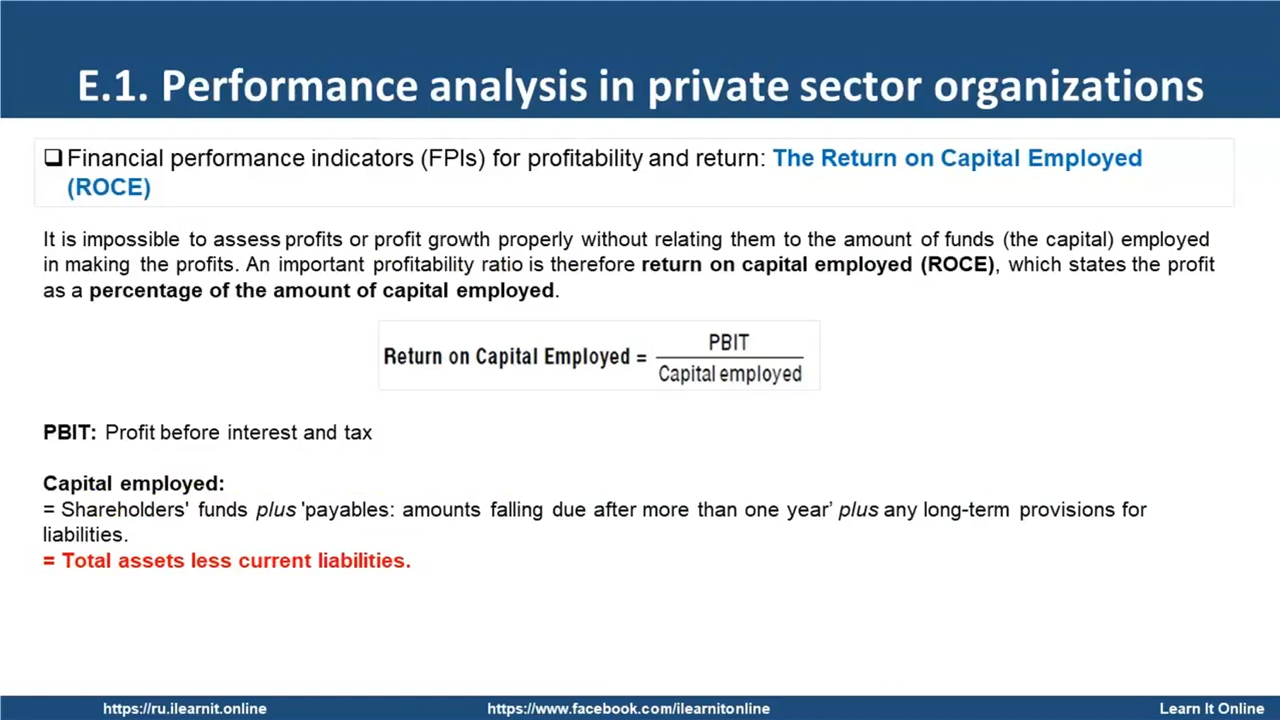 E.1. Performance analysis in private sector organizations
❑ Financial performance indicators (FPIs) for profitability and return: The Return on Capital Employed
(ROCE)
It is impossible to assess profits or profit growth properly without relating them to the amount of funds (the capital) employed
in making the profits. An important profitability ratio is therefore return on capital employed (ROCE), which states the profit
as a percentage of the amount of capital employed.
Return on Capital Employed =
PBIT
Capital employed
PBIT: Profit before interest and tax
Capital employed:
= Shareholders' funds plus 'payables: amounts falling due after more than one year’ plus any long-term provisions for
liabilities.
= Total assets less current liabilities.
https://ru.ilearnit.online https://www.facebook.com/ilearnitonline Learn It Online